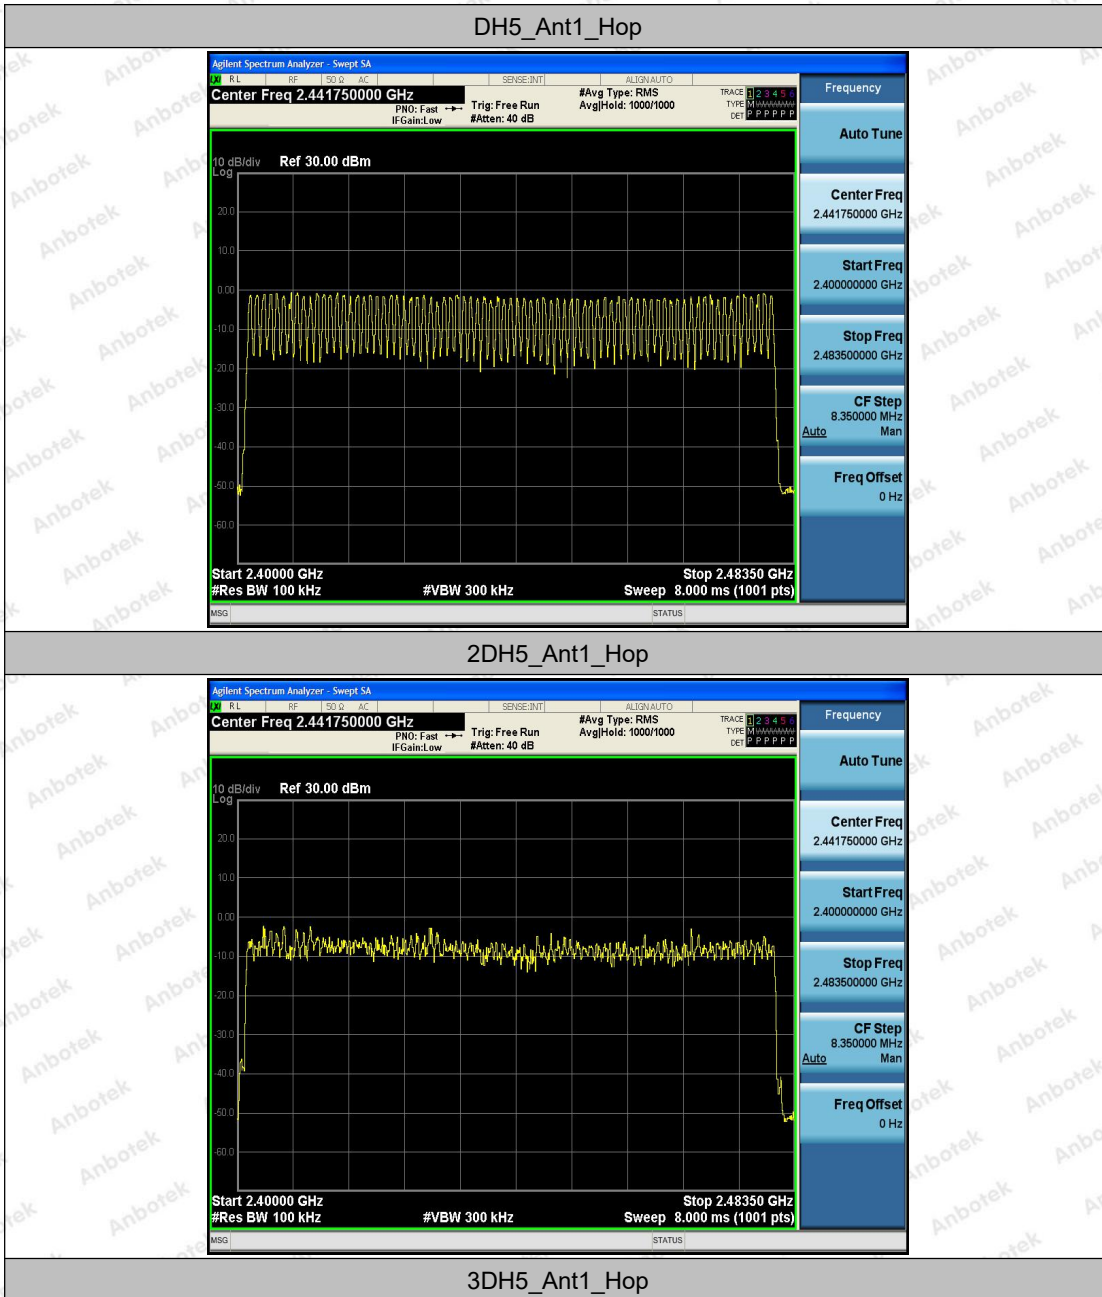 DH5_Ant1_Hop
Agilent Spectrum Analyzer - Swept SA
LXI RL RF 50 Ω AC SENSE:INT ALIGNAUTO
Center Freq 2.441750000 GHz
PNO: Fast
IFGain:Low
Trig: Free Run
#Atten: 40 dB
#Avg Type: RMS
Avg|Hold: 1000/1000
TRACE 1 2 3 4 5 6
TYPE M
DET P P P P P P
10 dB/div Ref 30.00 dBm
Log
20.0
10.0
0.00
-10.0
-20.0
-30.0
-40.0
-50.0
-60.0
Start 2.40000 GHz Stop 2.48350 GHz
#Res BW 100 kHz #VBW 300 kHz Sweep 8.000 ms (1001 pts)
MSG STATUS
Frequency
Auto Tune
Center Freq
2.441750000 GHz
Start Freq
2.400000000 GHz
Stop Freq
2.483500000 GHz
CF Step
8.350000 MHz
Auto Man
Freq Offset
0 Hz
2DH5_Ant1_Hop
Agilent Spectrum Analyzer - Swept SA
LXI RL RF 50 Ω AC SENSE:INT ALIGNAUTO
Center Freq 2.441750000 GHz
PNO: Fast
IFGain:Low
Trig: Free Run
#Atten: 40 dB
#Avg Type: RMS
Avg|Hold: 1000/1000
TRACE 1 2 3 4 5 6
TYPE M
DET P P P P P P
10 dB/div Ref 30.00 dBm
Log
20.0
10.0
0.00
-10.0
-20.0
-30.0
-40.0
-50.0
-60.0
Start 2.40000 GHz Stop 2.48350 GHz
#Res BW 100 kHz #VBW 300 kHz Sweep 8.000 ms (1001 pts)
MSG STATUS
Frequency
Auto Tune
Center Freq
2.441750000 GHz
Start Freq
2.400000000 GHz
Stop Freq
2.483500000 GHz
CF Step
8.350000 MHz
Auto Man
Freq Offset
0 Hz
3DH5_Ant1_Hop
Anbotek